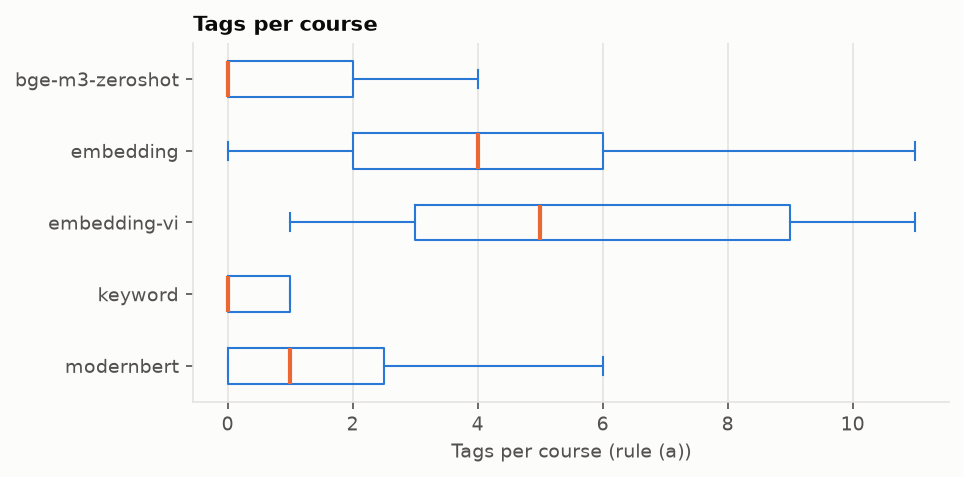 Tags per course
bge-m3-zeroshot
embedding
embedding-vi
keyword
modernbert
0 2 4 6 8 10
Tags per course (rule (a))